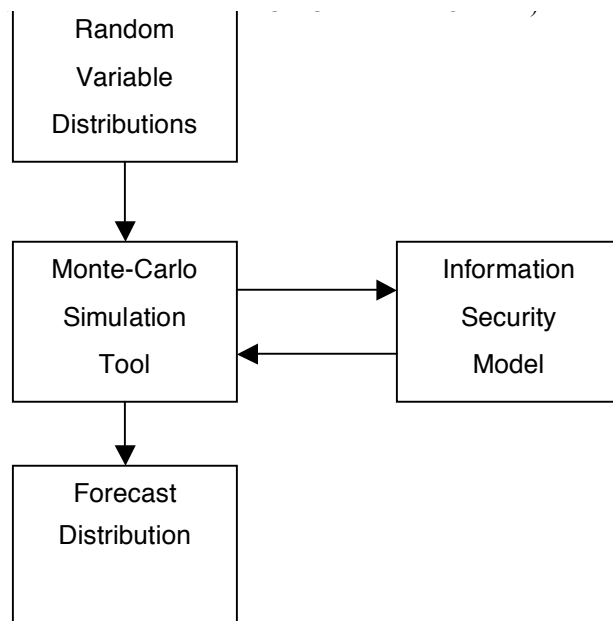 Random
Variable
Distributions
Monte-Carlo
Simulation
Tool
Information
Security
Model
Forecast
Distribution